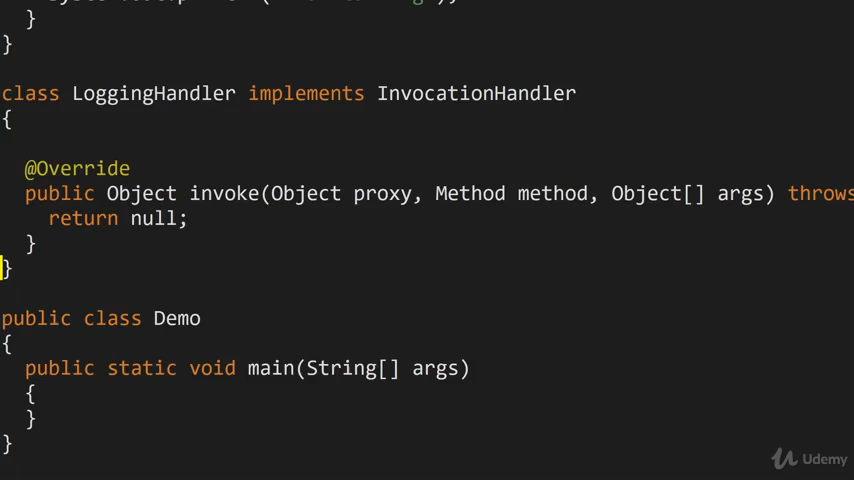 }
}
class LoggingHandler implements InvocationHandler
{
@Override
public Object invoke(Object proxy, Method method, Object[] args) throws
return null;
}
}
public class Demo
{
public static void main(String[] args)
{
}
}
Udemy